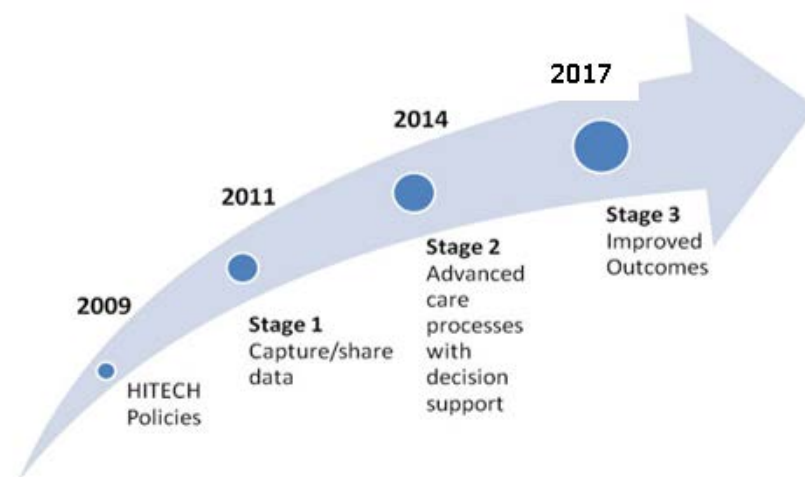 2009
HITECH
Policies
2011
Stage 1
Capture/share
data
2014
Stage 2
Advanced
care
processes
with
decision
support
2017
Stage 3
Improved
Outcomes